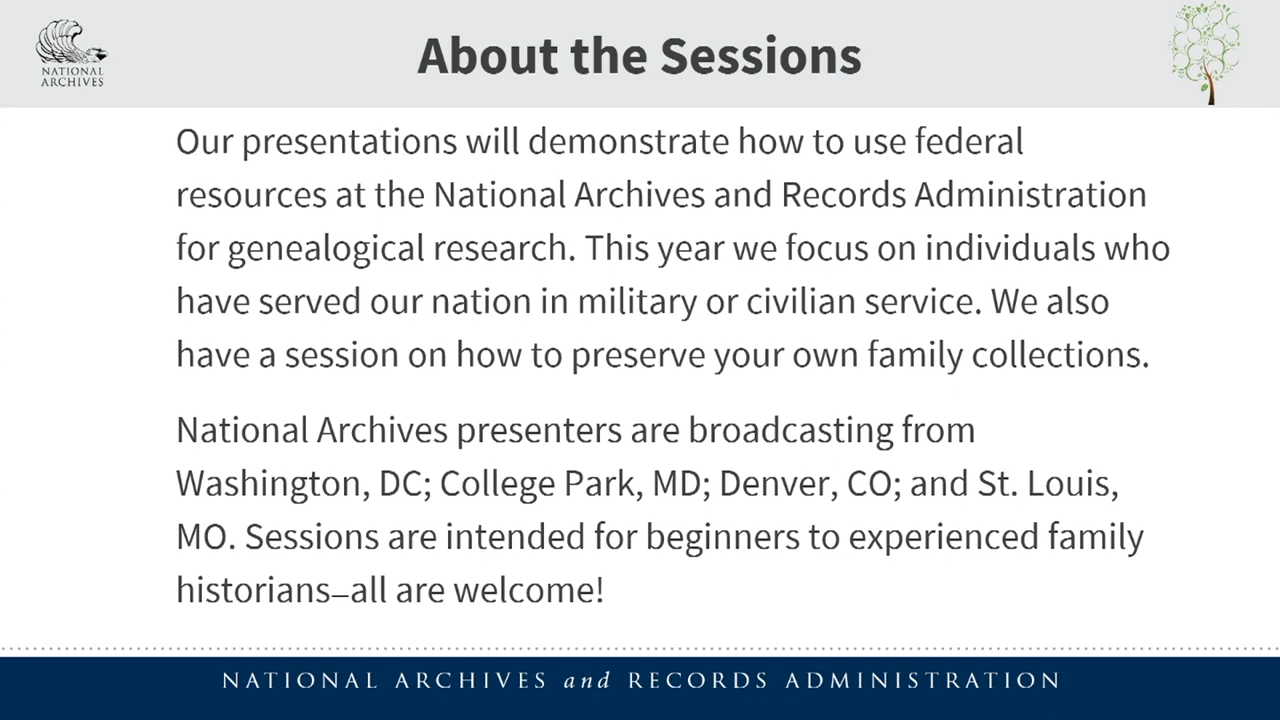 NATIONAL
ARCHIVES
About the Sessions
Our presentations will demonstrate how to use federal
resources at the National Archives and Records Administration
for genealogical research. This year we focus on individuals who
have served our nation in military or civilian service. We also
have a session on how to preserve your own family collections.
National Archives presenters are broadcasting from
Washington, DC; College Park, MD; Denver, CO; and St. Louis,
MO. Sessions are intended for beginners to experienced family
historians—all are welcome!
NATIONAL ARCHIVES and RECORDS ADMINISTRATION